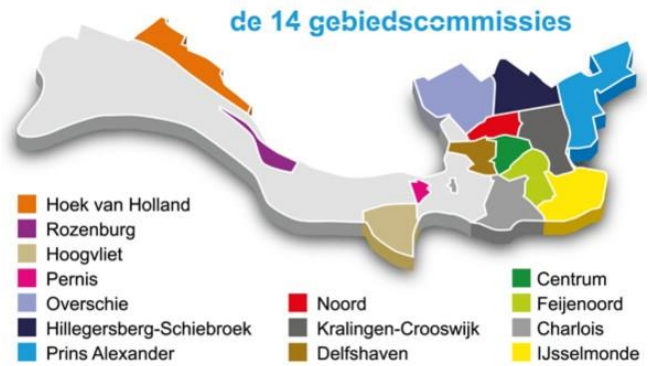 de 14 gebiedscommissies
Hoek van Holland
Rozenburg
Hoogvliet
Pernis
Overschie
Hillegersberg-Schiebroek
Prins Alexander
Noord
Kralingen-Crooswijk
Delfshaven
Centrum
Feijenoord
Charlois
IJsselmonde